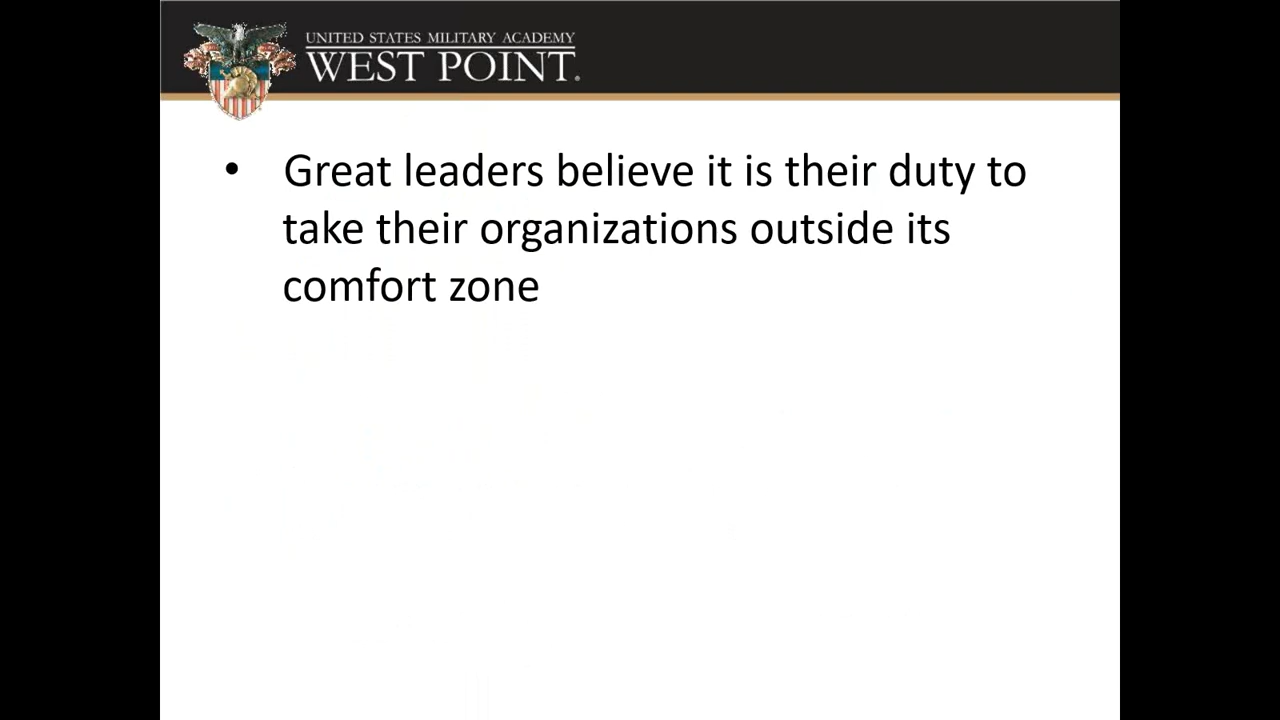 UNITED STATES MILITARY ACADEMY
WEST POINT.
• Great leaders believe it is their duty to
take their organizations outside its
comfort zone